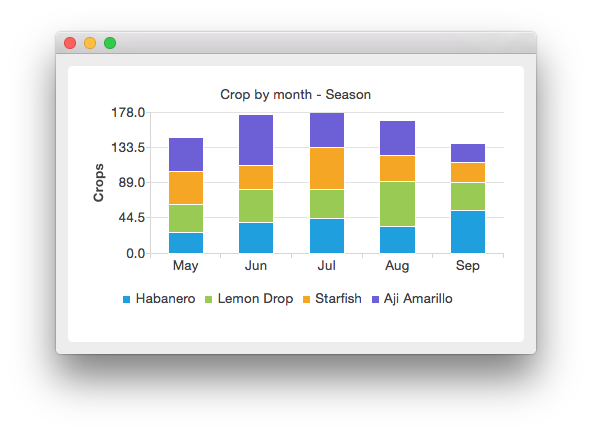 Crop by month - Season
178.0
133.5
89.0
44.5
0.0
Crops
May Jun Jul Aug Sep
Habanero Lemon Drop Starfish Aji Amarillo